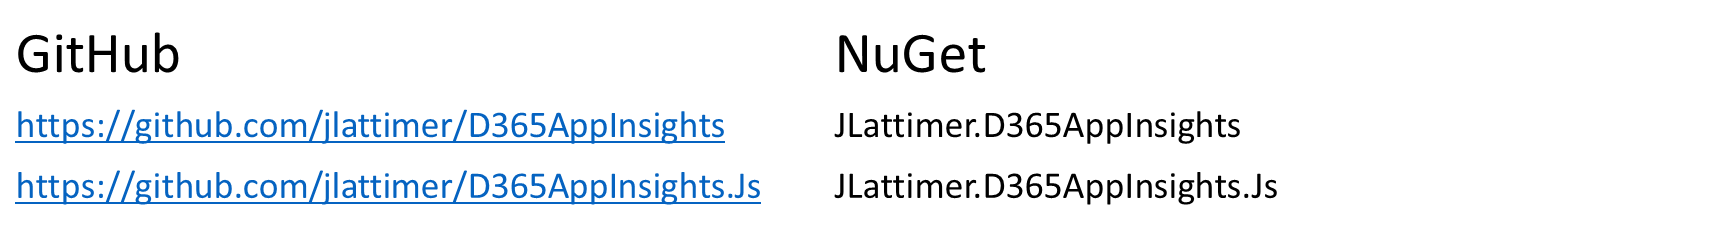 GitHub
https://github.com/jlattimer/D365AppInsights
https://github.com/jlattimer/D365AppInsights.Js
NuGet
JLattimer.D365AppInsights
JLattimer.D365AppInsights.Js